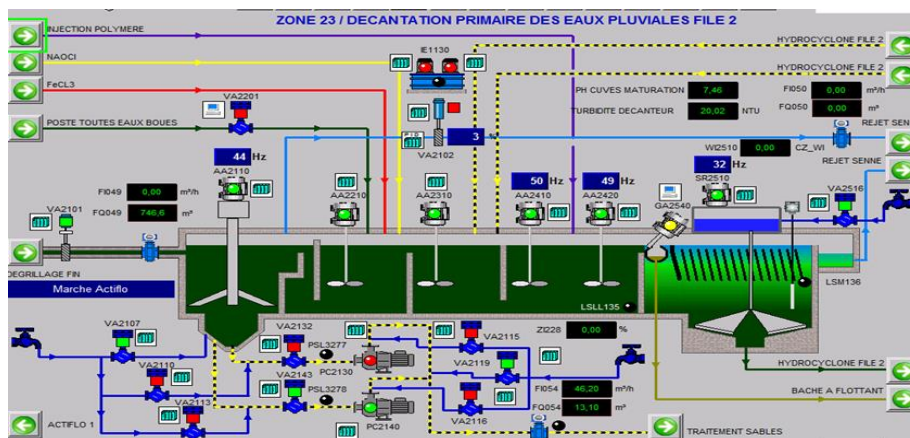 ZONE 23 / DECANTATION PRIMAIRE DES EAUX PLUVIALES FILE 2
INJECTION POLYMERE
HYDROCYCLONE FILE 2
NAOCl
IE1130
HYDROCYCLONE FILE 2
FeCL3
VA2201
PH CUVES MATURATION 7,46
FI050 0,00 m³/h
TURBIDITE DECANTEUR 20,02 NTU
FQ050 0,00 m³
POSTE TOUTES EAUX BOUES
PID
3 %
VA2102
REJET SENNE
WI2510 0,00 CZ_WI
REJET SENNE
44 Hz
AA2110
50 Hz
49 Hz
32 Hz
SR2510
FI049 0,00 m³/h
AA2210
AA2310
AA2410
AA2420
GA2540
VA2516
VA2101
FQ049 746,6 m³
DEGRILLAGE FIN
Marche Actiflo
LSM136
LSLL135
VA2107
VA2132
PSL3277
VA2115
ZI228 0,00 %
VA2110
PC2130
VA2119
HYDROCYCLONE FILE 2
VA2143
PSL3278
FI054 46,20 m³/h
BACHE A FLOTTANT
VA2113
FQ054 13,10 m³
ACTIFLO 1
PC2140
VA2116
TRAITEMENT SABLES